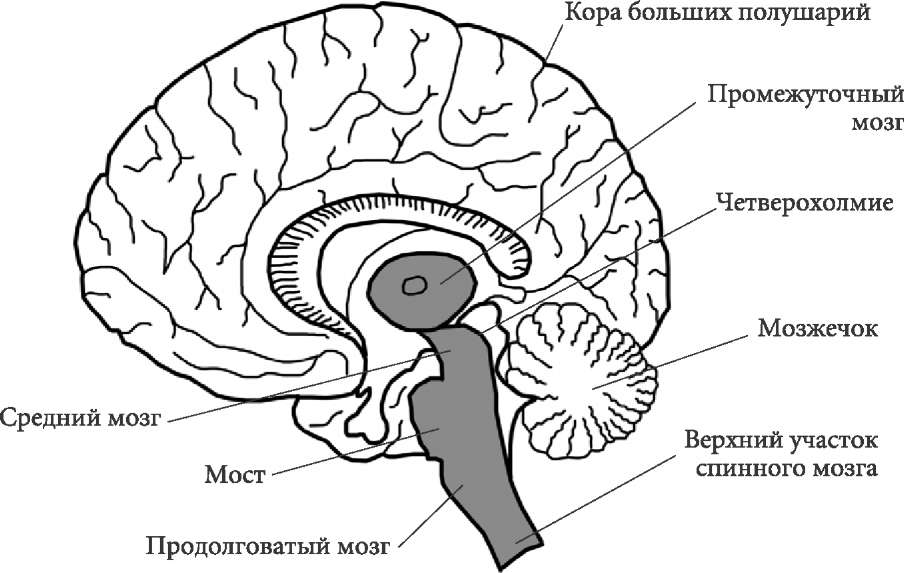 Кора больших полушарий
Промежуточный
мозг
Четверохолмие
Мозжечок
Средний мозг
Верхний участок
спинного мозга
Мост
Продолговатый мозг